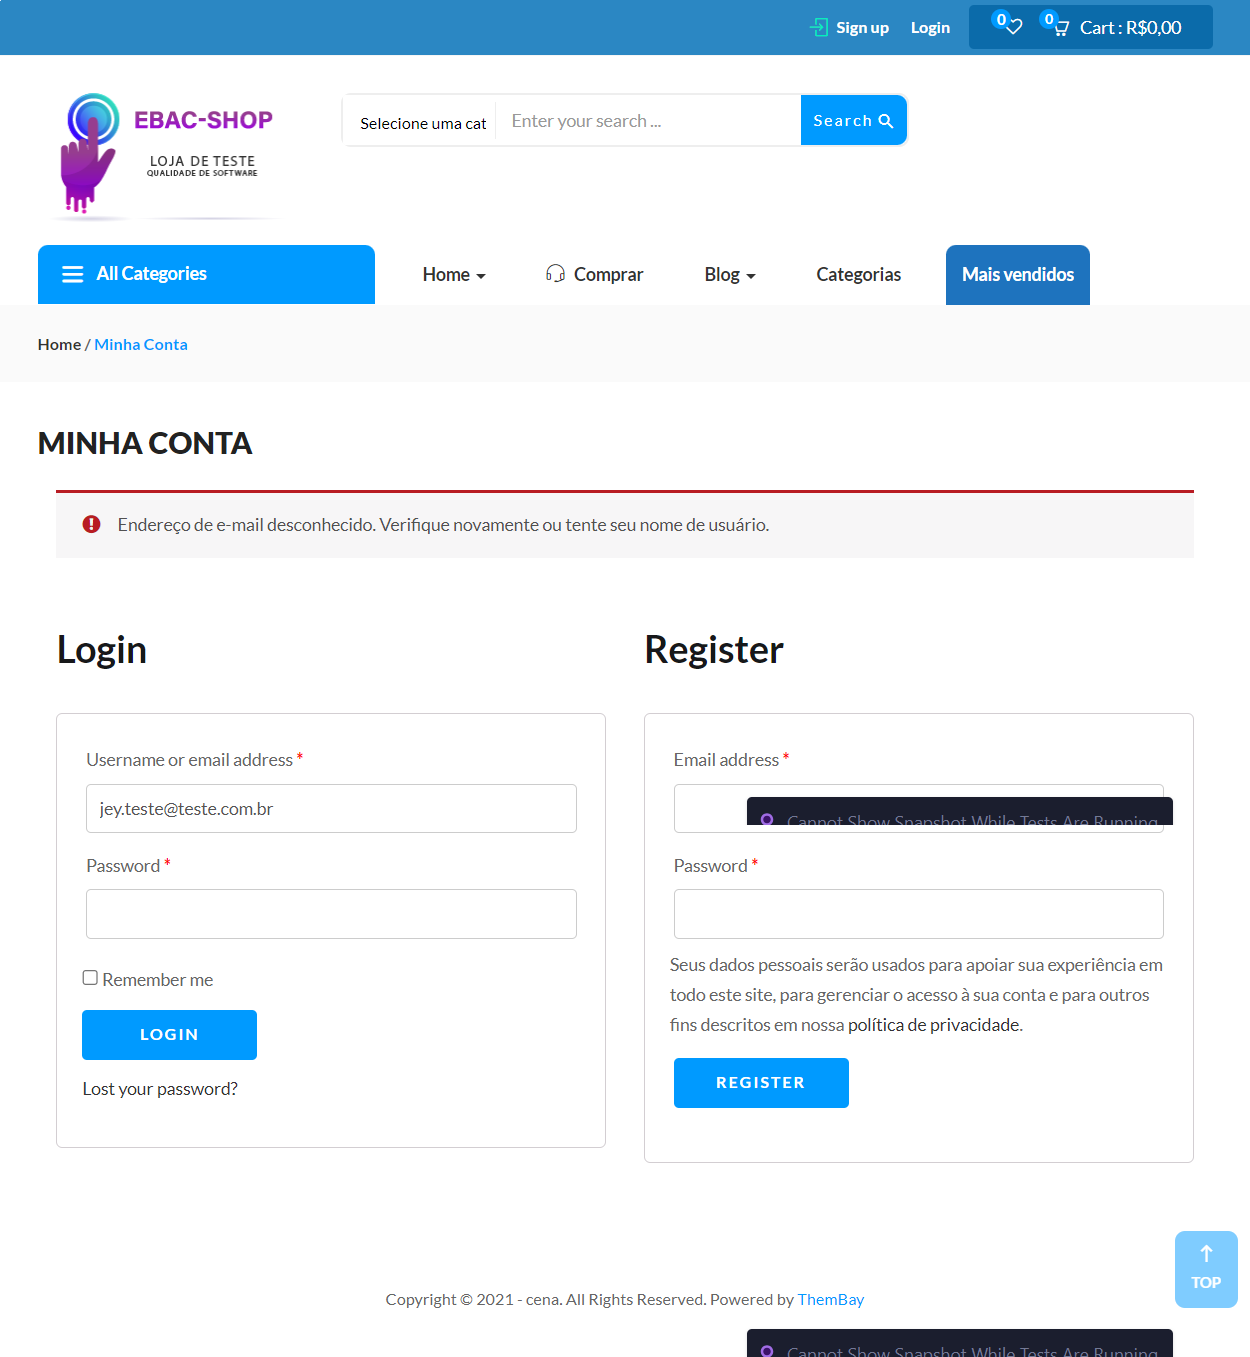 Sign up Login 0 0 Cart : R$0,00
EBAC-SHOP
LOJA DE TESTE
QUALIDADE DE SOFTWARE
Selecione uma cat Enter your search ... Search
All Categories Home Comprar Blog Categorias Mais vendidos
Home / Minha Conta
MINHA CONTA
Endereço de e-mail desconhecido. Verifique novamente ou tente seu nome de usuário.
Login
Username or email address *
jey.teste@teste.com.br
Password *
Remember me
LOGIN
Lost your password?
Register
Email address *
Cannot Show Snapshot While Tests Are Running
Password *
Seus dados pessoais serão usados para apoiar sua experiência em
todo este site, para gerenciar o acesso à sua conta e para outros
fins descritos em nossa política de privacidade.
REGISTER
TOP
Copyright © 2021 - cena. All Rights Reserved. Powered by ThemBay
Cannot Show Snapshot While Tests Are Running